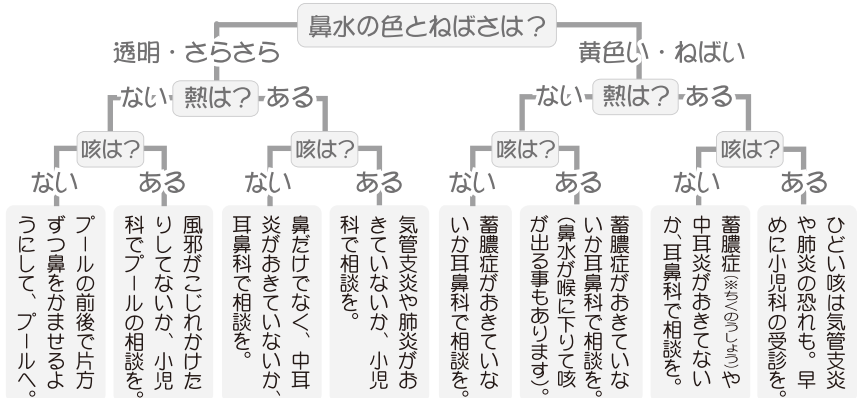 鼻水の色とねばさは？
透明・さらさら
黄色い・ねばい
ない
熱は？
ある
ない
熱は？
ある
咳は？
咳は？
咳は？
咳は？
ない
ある
ない
ある
ない
ある
ない
ある
プールの前後で片方
ずつ鼻をかませるよ
うにして、プールへ。
風邪がこじれかけた
りしてないか、小児
科でプールの相談を。
鼻だけでなく、中耳
炎がおきていないか、
耳鼻科で相談を。
気管支炎や肺炎がお
きていないか、小児
科で相談を。
蓄膿症がおきていな
いか耳鼻科で相談を。
蓄膿症がおきていな
いか耳鼻科で相談を。
（鼻水が喉に下りて咳
が出る事もあります）。
蓄膿症（※ちくのうしょう）や
中耳炎がおきてない
か、耳鼻科で相談を。
ひどい咳は気管支炎
や肺炎の恐れも。早
めに小児科の受診を。